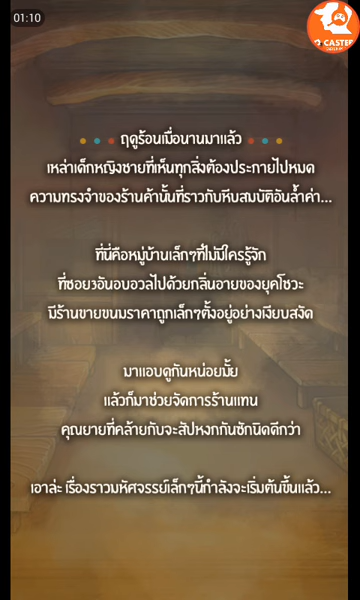 01:10
CASTER
ฤดูร้อนเมื่อนานมาแล้ว
เหล่าเด็กหญิงชายที่เห็นทุกสิ่งต้องประกายไปหมด
ความทรงจำของร้านค้านั้นที่ราวกับหีบสมบัติอันล้ำค่า...
ที่นี่คือหมู่บ้านเล็กๆที่ไม่มีใครรู้จัก
ที่ซอยวอันอบอวลไปด้วยกลิ่นอายของยุคโชวะ
มีร้านขายขนมราคาถูกเล็กๆตั้งอยู่อย่างเงียบสงัด
มาแอบดูกันหน่อยมั้ย
แล้วก็มาช่วยจัดการร้านแทน
คุณยายที่คล้ายกับจะสัปหงกกันซักนิดดีกว่า
เอาล่ะ เรื่องราวมหัศจรรย์เล็กๆนี้กำลังจะเริ่มต้นขึ้นแล้ว...